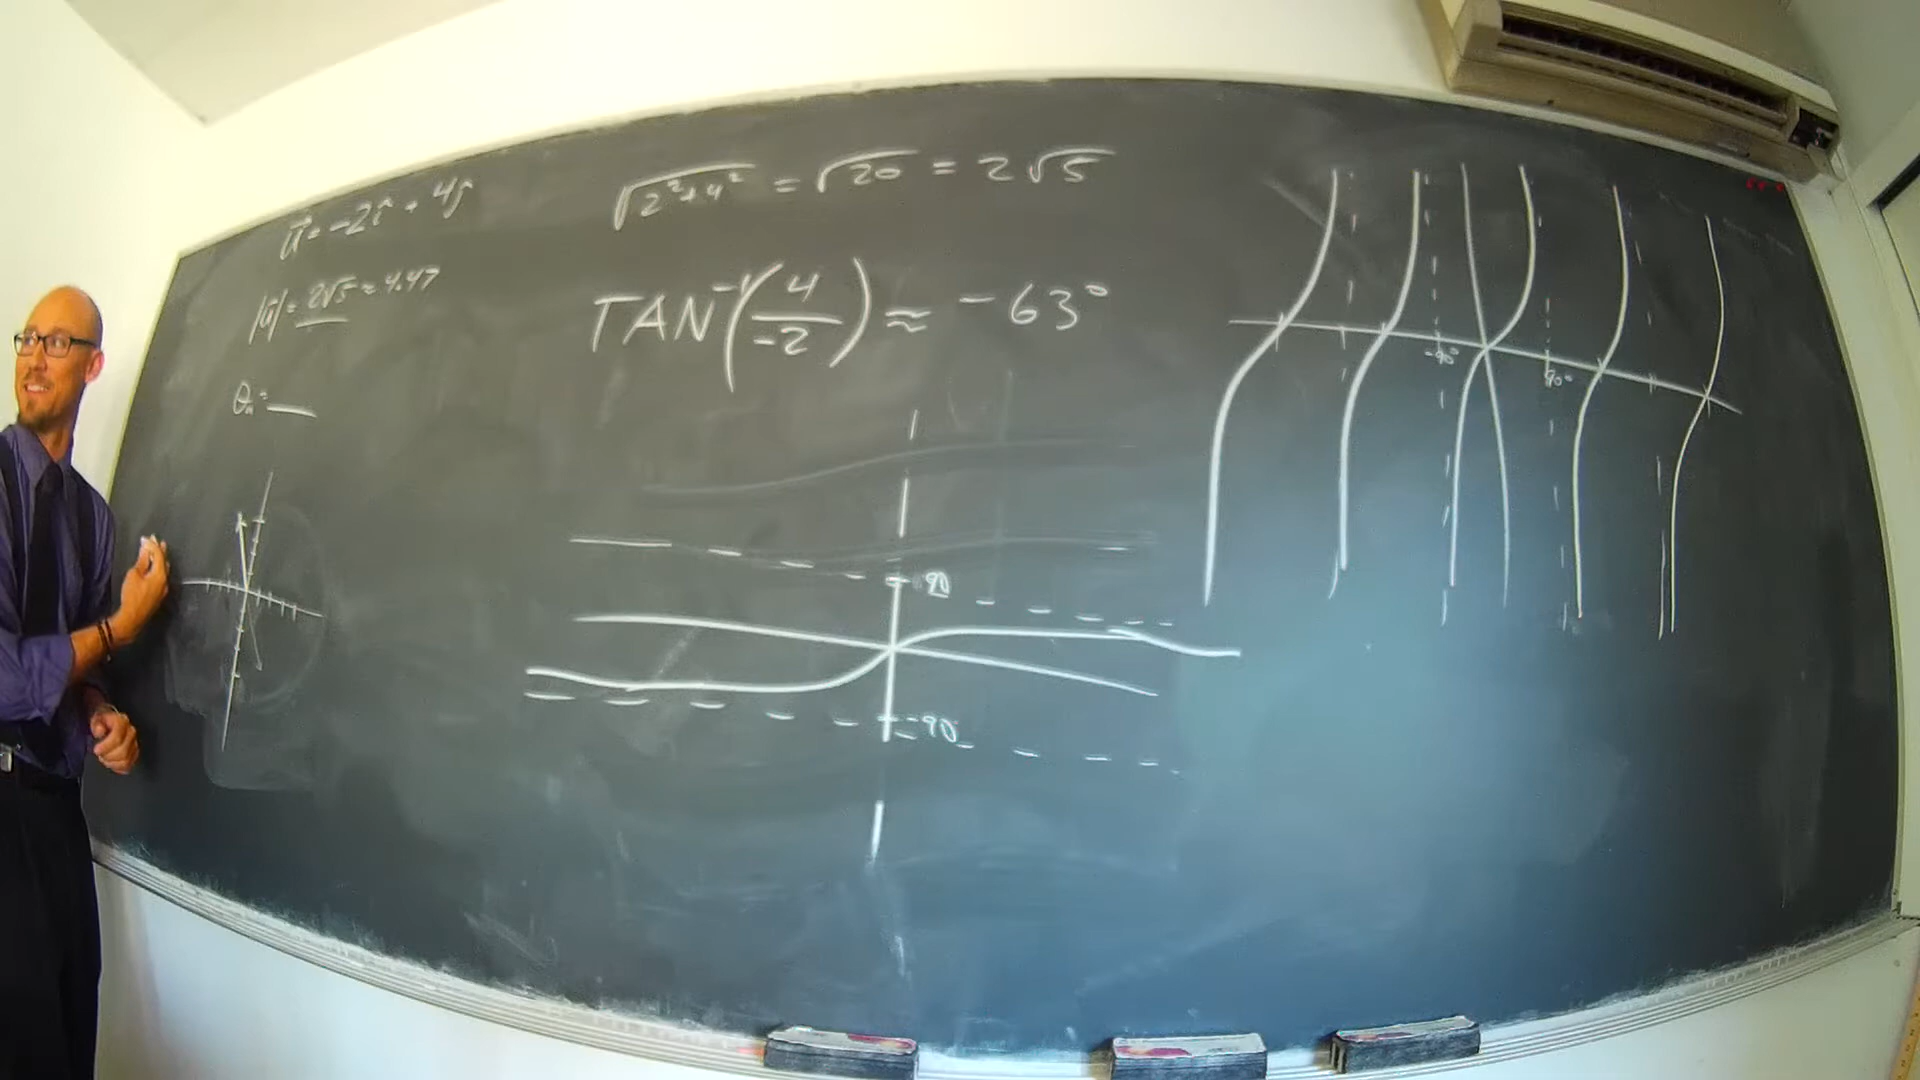 u⃗ = -2î + 4ĵ
|u⃗| = 2√5 ≈ 4.47
θᵤ = __
√(2²+4²) = √20 = 2√5
TAN⁻¹(4/-2) ≈ -63°
90
-90
-90°
90°